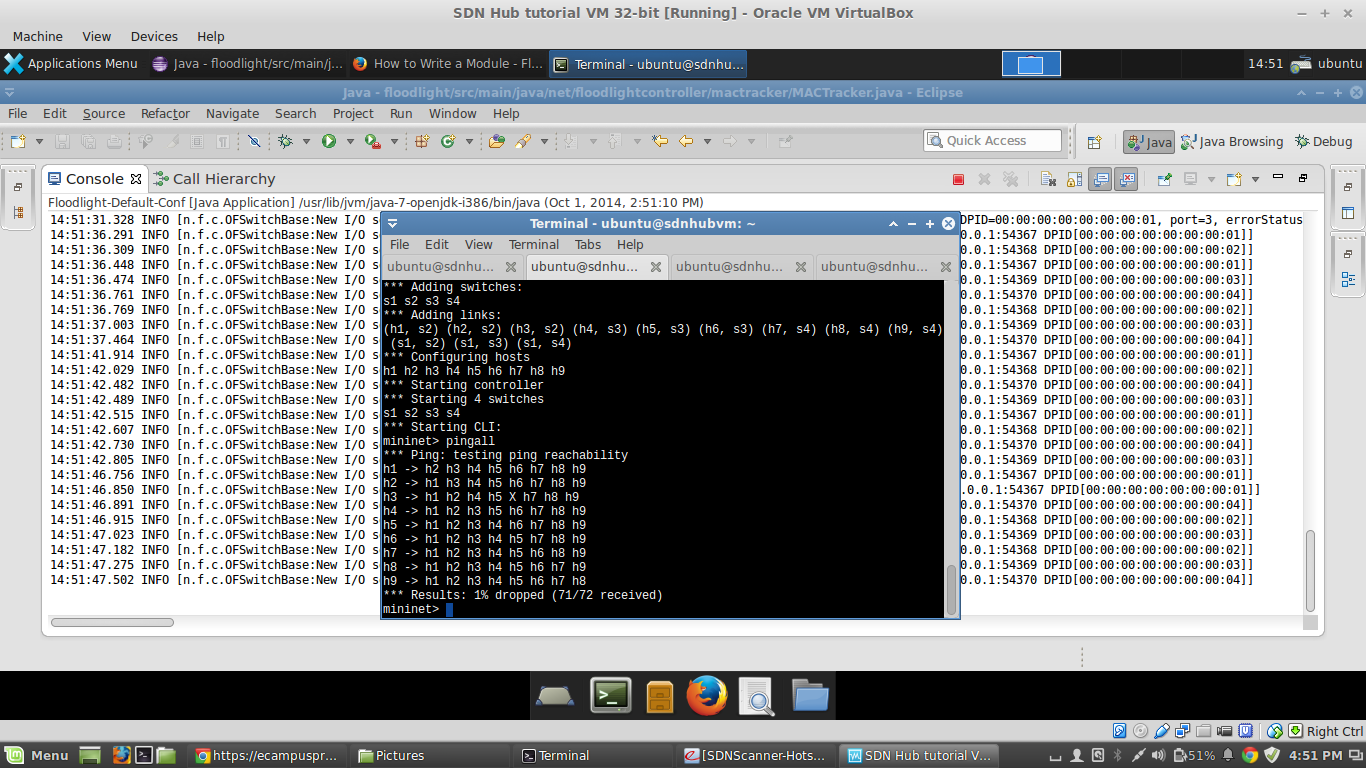 SDN Hub tutorial VM 32-bit [Running] - Oracle VM VirtualBox
Machine View Devices Help
Applications Menu Java - floodlight/src/main/j... How to Write a Module - Fl... Terminal - ubuntu@sdnhu... 14:51 ubuntu
Java - floodlight/src/main/java/net/floodlightcontroller/mactracker/MACTracker.java - Eclipse
File Edit Source Refactor Navigate Search Project Run Window Help
Quick Access Java Java Browsing Debug
Console Call Hierarchy
Floodlight-Default-Conf [Java Application] /usr/lib/jvm/java-7-openjdk-i386/bin/java (Oct 1, 2014, 2:51:10 PM)
14:51:31.328 INFO [n.f.c.OFSwitchBase:New I/O s DPID=00:00:00:00:00:00:00:01, port=3, errorStatus
14:51:36.291 INFO [n.f.c.OFSwitchBase:New I/O s 0.0.1:54367 DPID[00:00:00:00:00:00:00:01]]
14:51:36.309 INFO [n.f.c.OFSwitchBase:New I/O s 0.0.1:54368 DPID[00:00:00:00:00:00:00:02]]
14:51:36.448 INFO [n.f.c.OFSwitchBase:New I/O s 0.0.1:54367 DPID[00:00:00:00:00:00:00:01]]
14:51:36.474 INFO [n.f.c.OFSwitchBase:New I/O s 0.0.1:54369 DPID[00:00:00:00:00:00:00:03]]
14:51:36.761 INFO [n.f.c.OFSwitchBase:New I/O s 0.0.1:54370 DPID[00:00:00:00:00:00:00:04]]
14:51:36.769 INFO [n.f.c.OFSwitchBase:New I/O s 0.0.1:54368 DPID[00:00:00:00:00:00:00:02]]
14:51:37.003 INFO [n.f.c.OFSwitchBase:New I/O s 0.0.1:54369 DPID[00:00:00:00:00:00:00:03]]
14:51:37.464 INFO [n.f.c.OFSwitchBase:New I/O s 0.0.1:54370 DPID[00:00:00:00:00:00:00:04]]
14:51:41.914 INFO [n.f.c.OFSwitchBase:New I/O s 0.0.1:54367 DPID[00:00:00:00:00:00:00:01]]
14:51:42.029 INFO [n.f.c.OFSwitchBase:New I/O s 0.0.1:54368 DPID[00:00:00:00:00:00:00:02]]
14:51:42.482 INFO [n.f.c.OFSwitchBase:New I/O s 0.0.1:54370 DPID[00:00:00:00:00:00:00:04]]
14:51:42.489 INFO [n.f.c.OFSwitchBase:New I/O s 0.0.1:54369 DPID[00:00:00:00:00:00:00:03]]
14:51:42.515 INFO [n.f.c.OFSwitchBase:New I/O s 0.0.1:54367 DPID[00:00:00:00:00:00:00:01]]
14:51:42.607 INFO [n.f.c.OFSwitchBase:New I/O s 0.0.1:54368 DPID[00:00:00:00:00:00:00:02]]
14:51:42.730 INFO [n.f.c.OFSwitchBase:New I/O s 0.0.1:54370 DPID[00:00:00:00:00:00:00:04]]
14:51:42.805 INFO [n.f.c.OFSwitchBase:New I/O s 0.0.1:54369 DPID[00:00:00:00:00:00:00:03]]
14:51:46.756 INFO [n.f.c.OFSwitchBase:New I/O s 0.0.1:54367 DPID[00:00:00:00:00:00:00:01]]
14:51:46.850 INFO [n.f.c.OFSwitchBase:New I/O s .0.0.1:54367 DPID[00:00:00:00:00:00:00:01]]
14:51:46.891 INFO [n.f.c.OFSwitchBase:New I/O s 0.0.1:54370 DPID[00:00:00:00:00:00:00:04]]
14:51:46.915 INFO [n.f.c.OFSwitchBase:New I/O s 0.0.1:54368 DPID[00:00:00:00:00:00:00:02]]
14:51:47.023 INFO [n.f.c.OFSwitchBase:New I/O s 0.0.1:54369 DPID[00:00:00:00:00:00:00:03]]
14:51:47.182 INFO [n.f.c.OFSwitchBase:New I/O s 0.0.1:54368 DPID[00:00:00:00:00:00:00:02]]
14:51:47.275 INFO [n.f.c.OFSwitchBase:New I/O s 0.0.1:54369 DPID[00:00:00:00:00:00:00:03]]
14:51:47.502 INFO [n.f.c.OFSwitchBase:New I/O s 0.0.1:54370 DPID[00:00:00:00:00:00:00:04]]
Terminal - ubuntu@sdnhubvm: ~
File Edit View Terminal Tabs Help
ubuntu@sdnhu... ubuntu@sdnhu... ubuntu@sdnhu... ubuntu@sdnhu...
*** Adding switches:
s1 s2 s3 s4
*** Adding links:
(h1, s2) (h2, s2) (h3, s2) (h4, s3) (h5, s3) (h6, s3) (h7, s4) (h8, s4) (h9, s4)
(s1, s2) (s1, s3) (s1, s4)
*** Configuring hosts
h1 h2 h3 h4 h5 h6 h7 h8 h9
*** Starting controller
*** Starting 4 switches
s1 s2 s3 s4
*** Starting CLI:
mininet> pingall
*** Ping: testing ping reachability
h1 -> h2 h3 h4 h5 h6 h7 h8 h9
h2 -> h1 h3 h4 h5 h6 h7 h8 h9
h3 -> h1 h2 h4 h5 X h7 h8 h9
h4 -> h1 h2 h3 h5 h6 h7 h8 h9
h5 -> h1 h2 h3 h4 h6 h7 h8 h9
h6 -> h1 h2 h3 h4 h5 h7 h8 h9
h7 -> h1 h2 h3 h4 h5 h6 h8 h9
h8 -> h1 h2 h3 h4 h5 h6 h7 h9
h9 -> h1 h2 h3 h4 h5 h6 h7 h8
*** Results: 1% dropped (71/72 received)
mininet>
Right Ctrl
Menu https://ecampuspr... Pictures Terminal [SDNScanner-Hots... SDN Hub tutorial V... 51% 4:51 PM